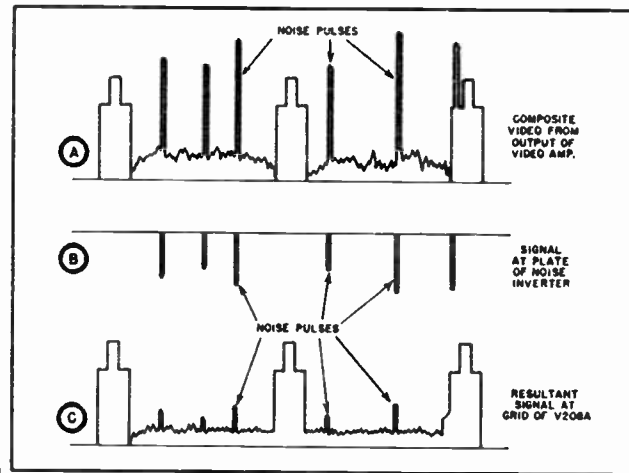 NOISE PULSES
A
COMPOSITE
VIDEO FROM
OUTPUT OF
VIDEO AMP.
B
SIGNAL
AT PLATE
OF NOISE
INVERTER
NOISE PULSES
C
RESULTANT
SIGNAL AT
GRID OF V208A